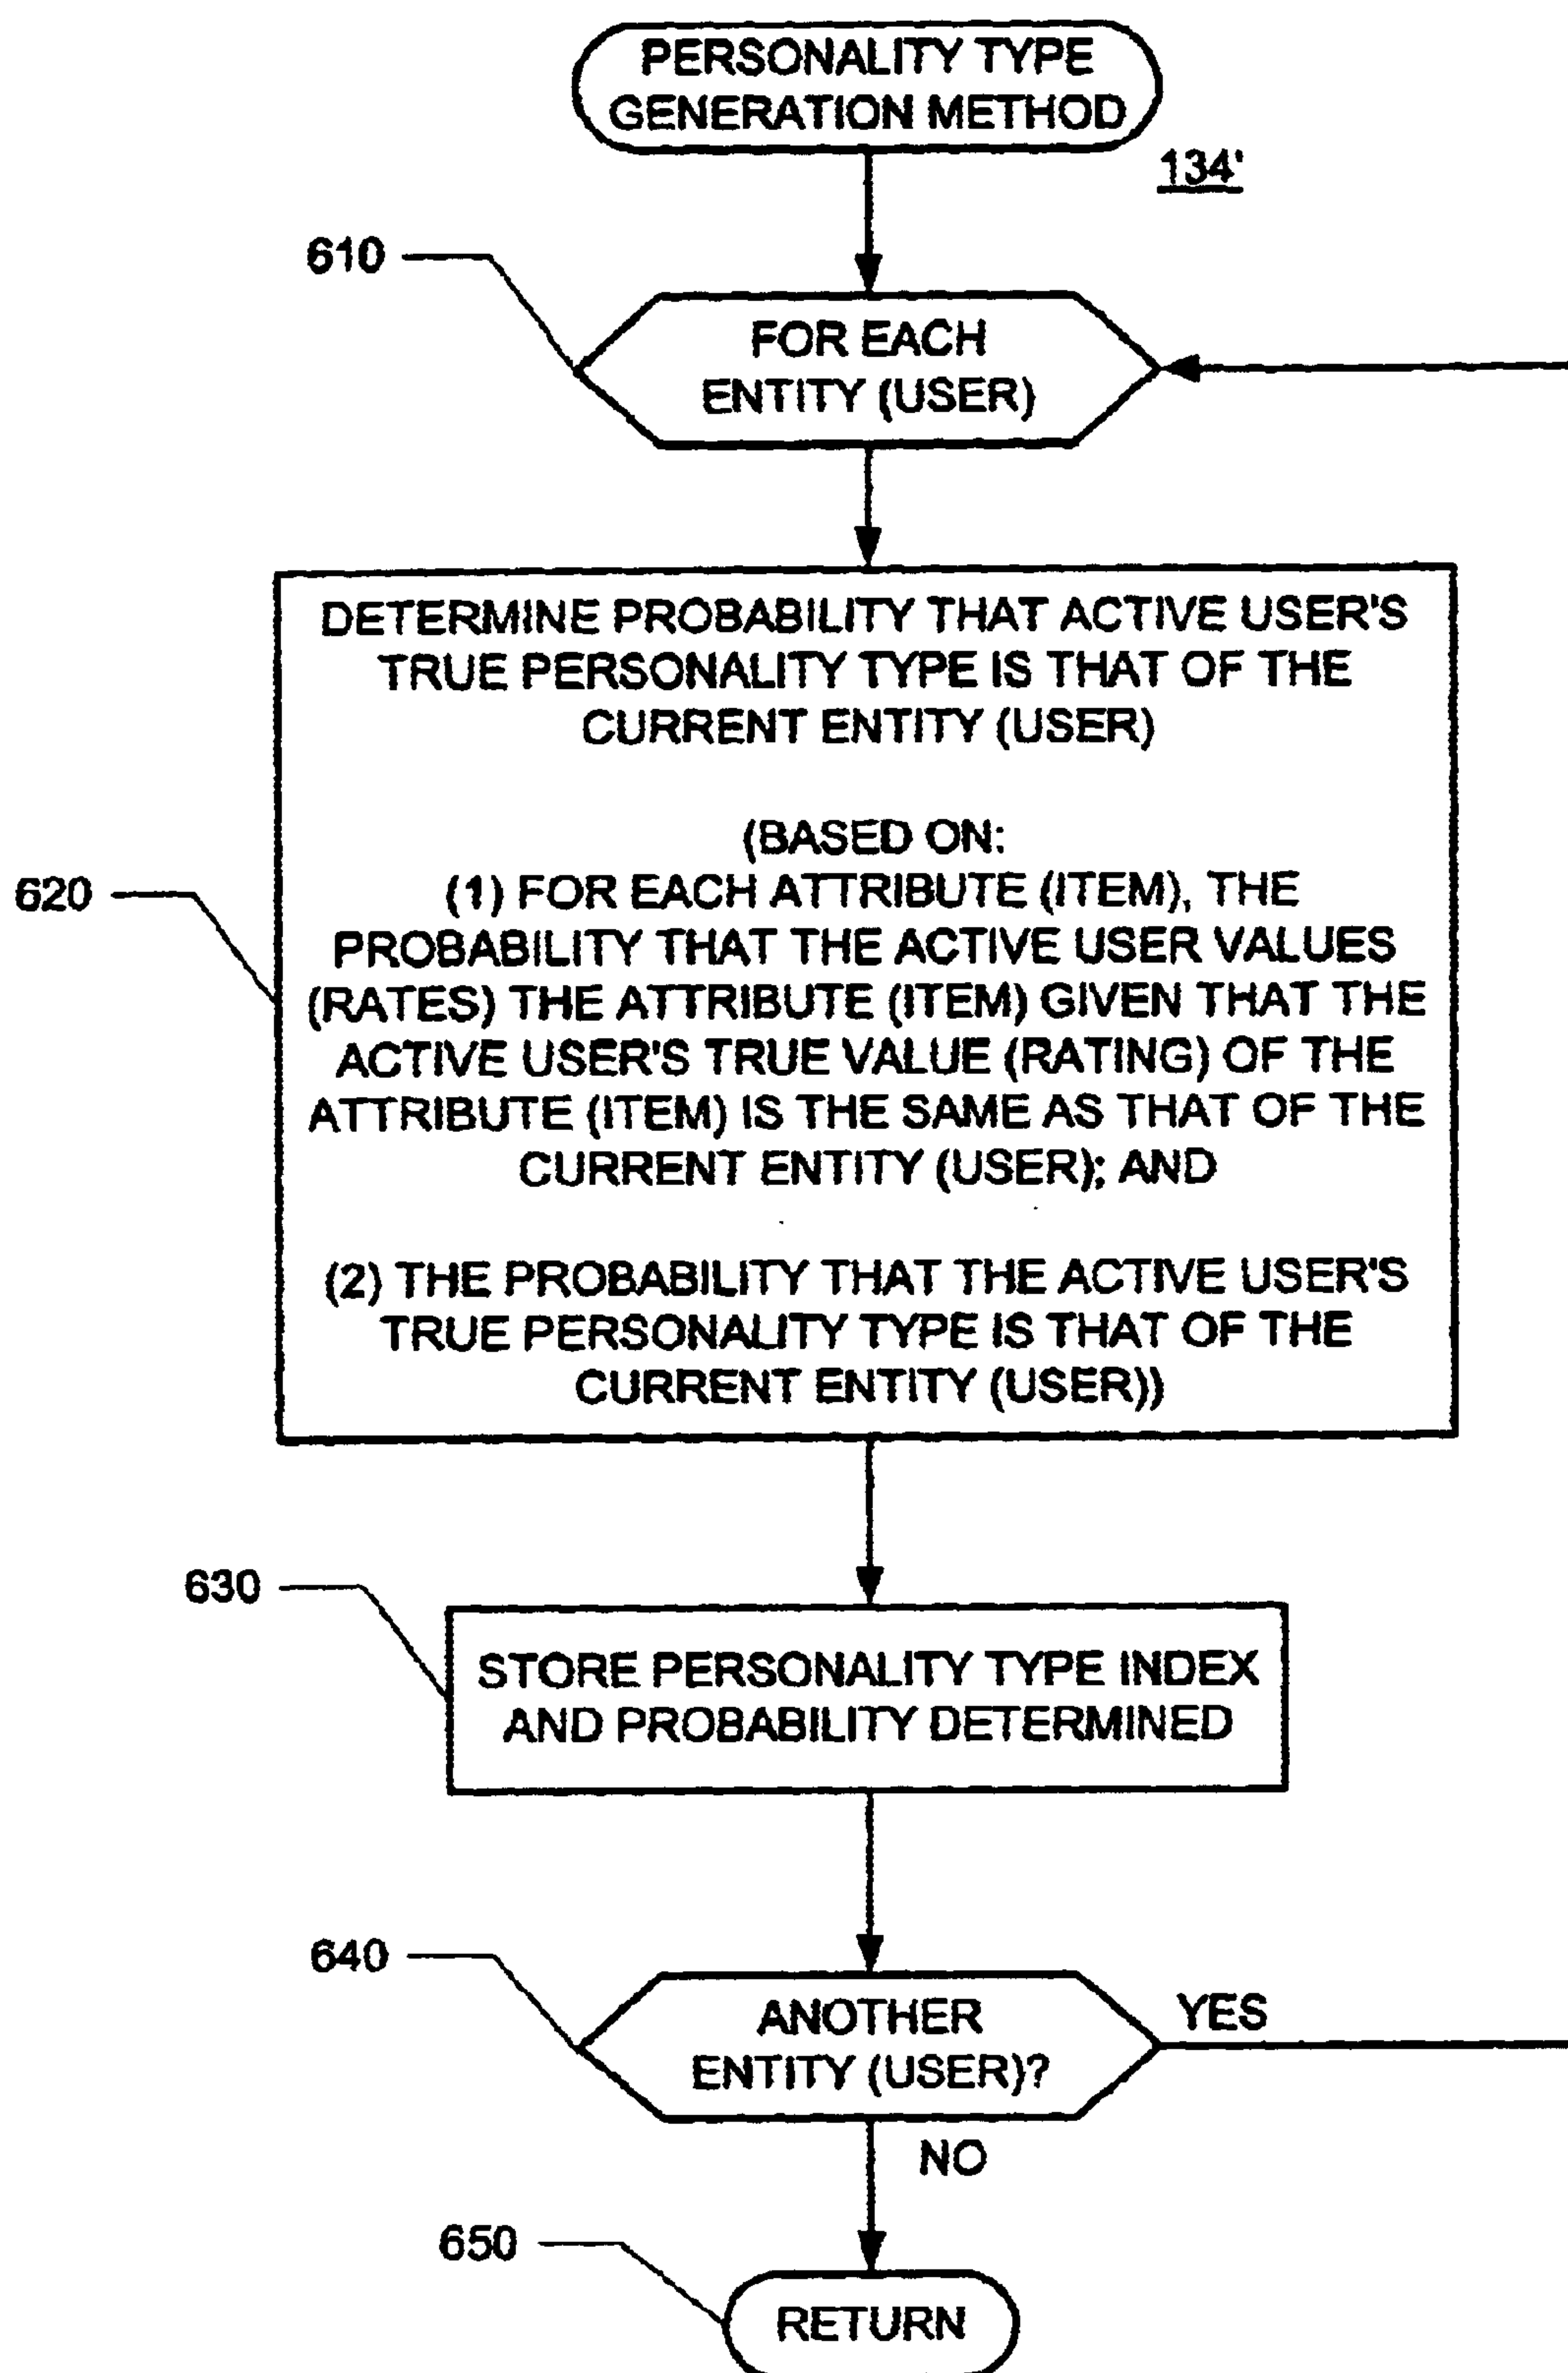 PERSONALITY TYPE
GENERATION METHOD
134'
610
FOR EACH
ENTITY (USER)
DETERMINE PROBABILITY THAT ACTIVE USER'S
TRUE PERSONALITY TYPE IS THAT OF THE
CURRENT ENTITY (USER)
(BASED ON:
(1) FOR EACH ATTRIBUTE (ITEM), THE
PROBABILITY THAT THE ACTIVE USER VALUES
(RATES) THE ATTRIBUTE (ITEM) GIVEN THAT THE
ACTIVE USER'S TRUE VALUE (RATING) OF THE
ATTRIBUTE (ITEM) IS THE SAME AS THAT OF THE
CURRENT ENTITY (USER); AND
(2) THE PROBABILITY THAT THE ACTIVE USER'S
TRUE PERSONALITY TYPE IS THAT OF THE
CURRENT ENTITY (USER))
620
630
STORE PERSONALITY TYPE INDEX
AND PROBABILITY DETERMINED
640
ANOTHER
ENTITY (USER)?
YES
NO
650
RETURN